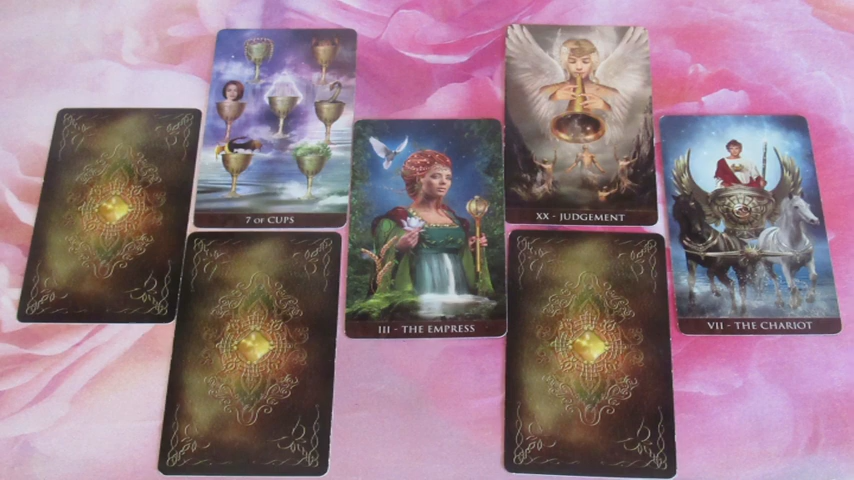 7 OF CUPS
XX - JUDGEMENT
III - THE EMPRESS
VII - THE CHARIOT